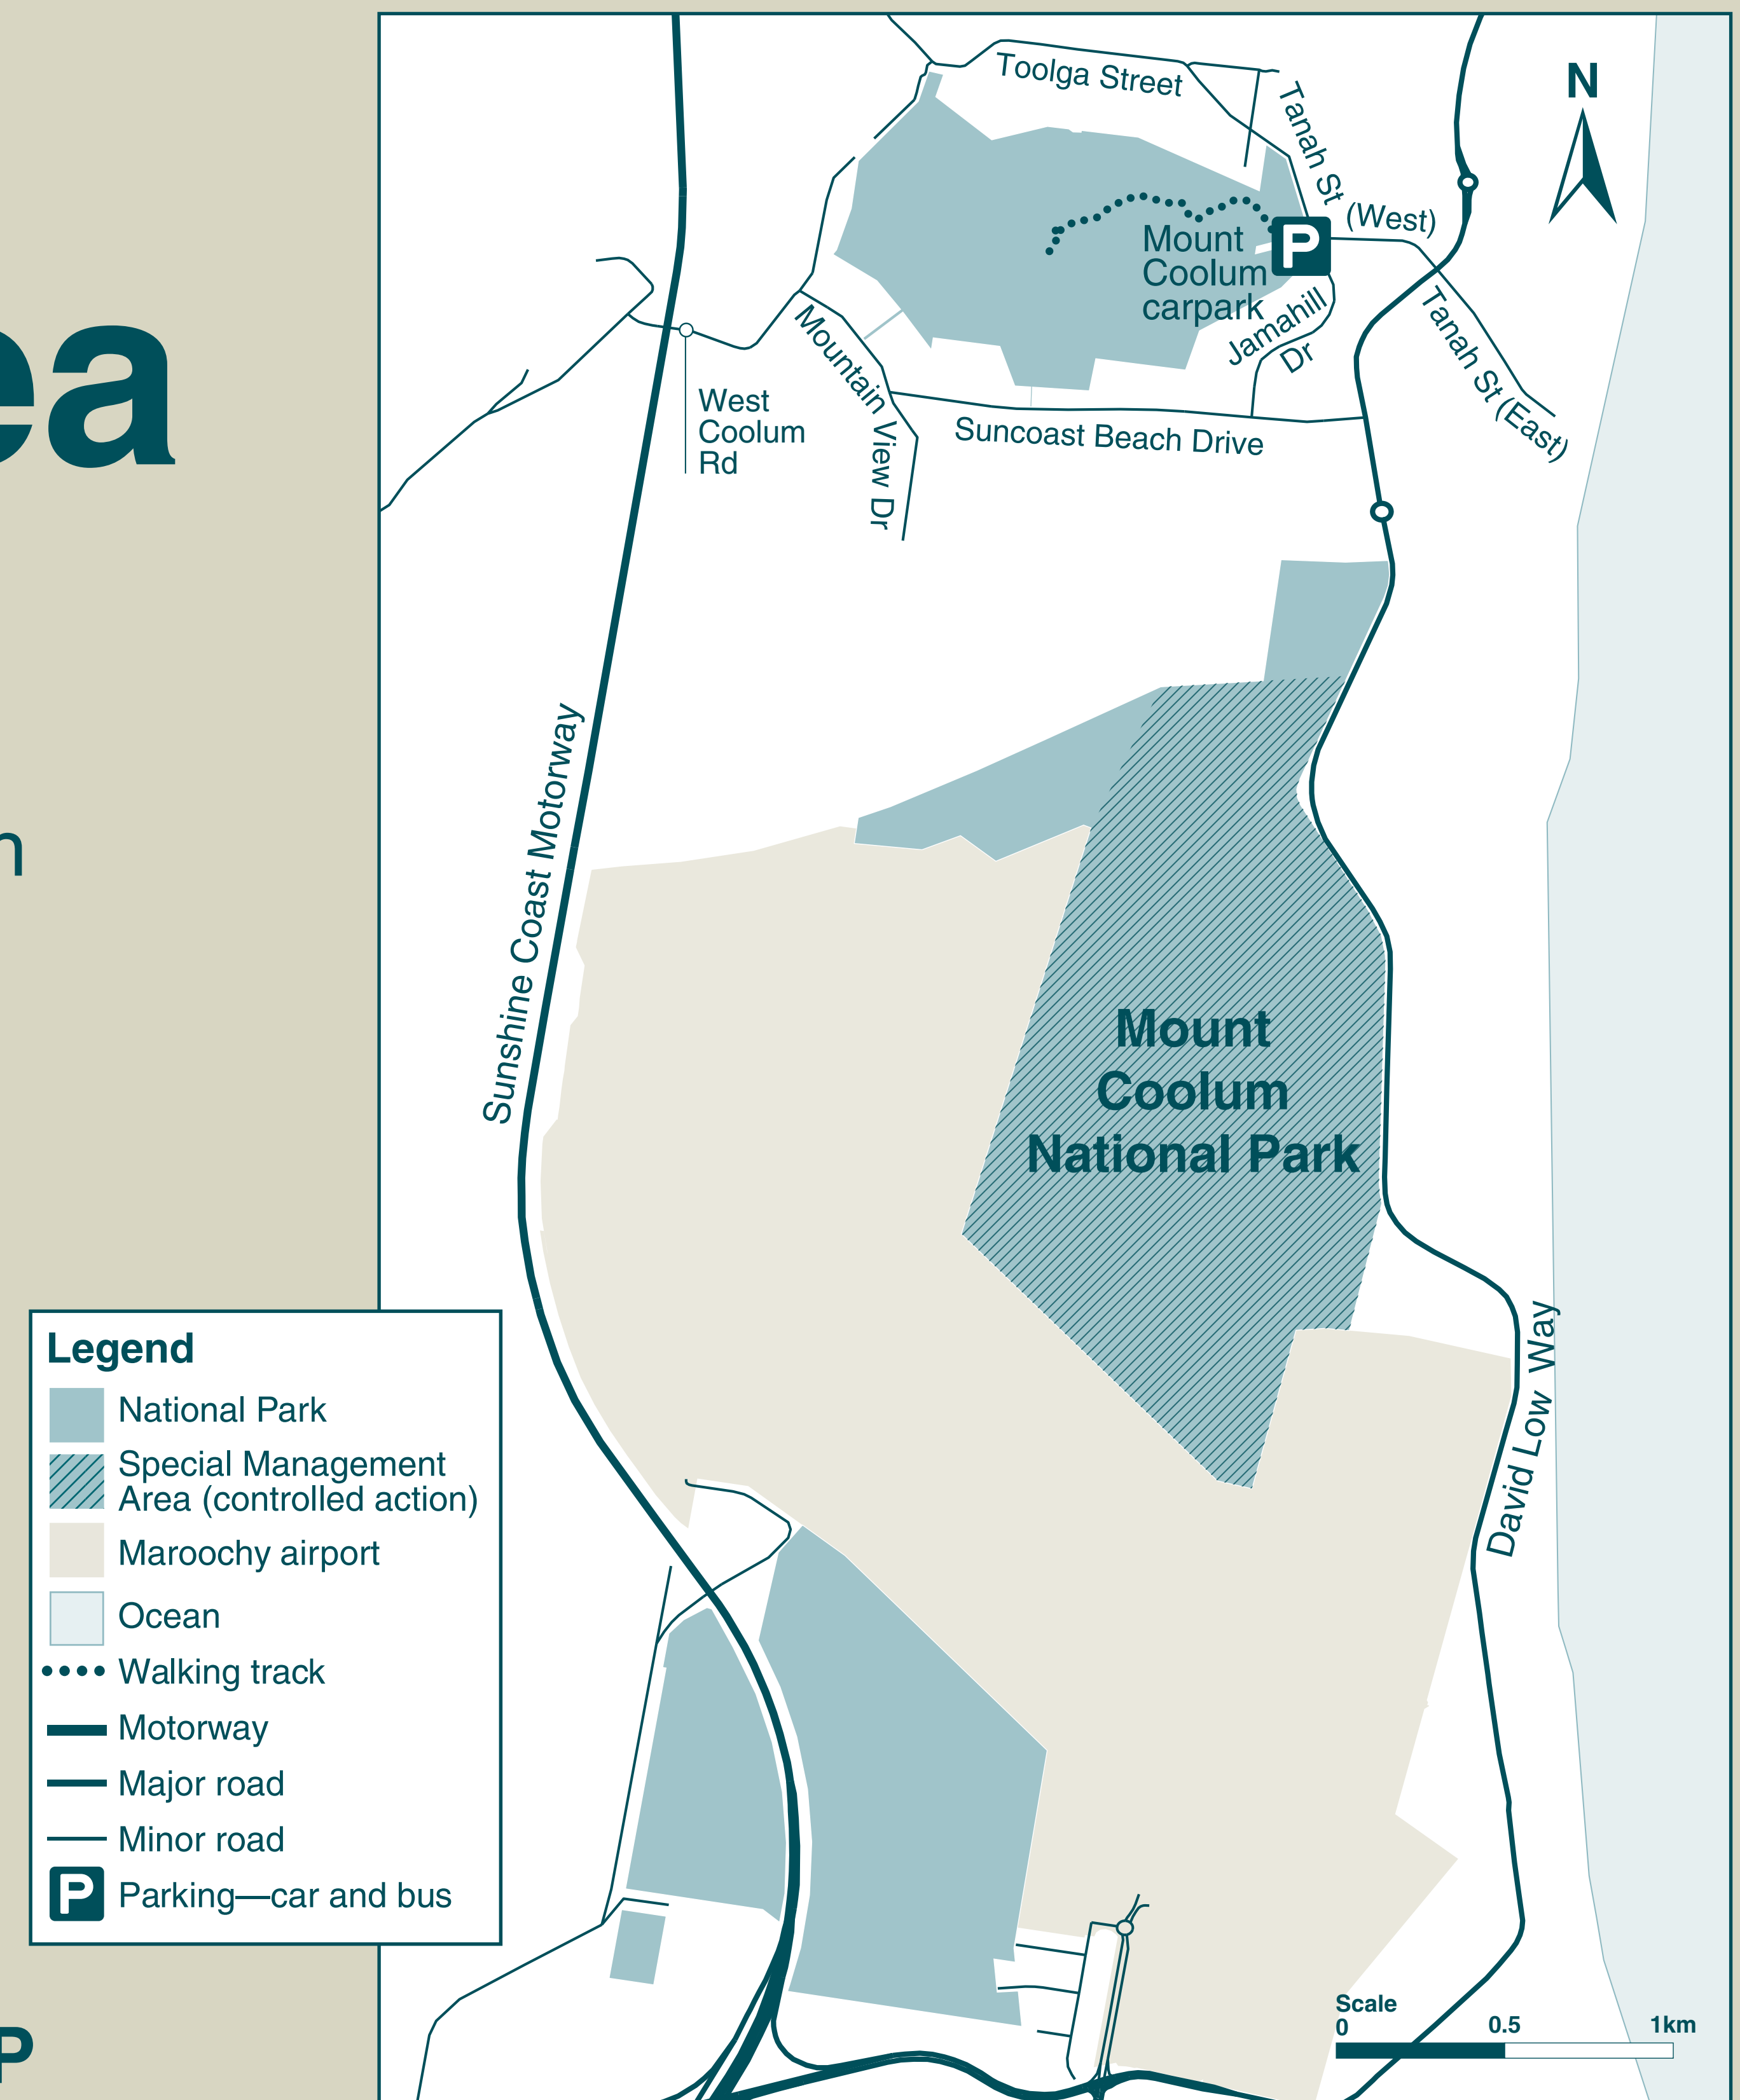 ea
n
P
N
Toolga Street
Tanah St
(West)
Mount
Coolum
carpark
P
Jamahill
Dr
Tanah St (East)
Mountain View Dr
West
Coolum
Rd
Suncoast Beach Drive
Sunshine Coast Motorway
Mount
Coolum
National Park
David Low Way
Legend
National Park
Special Management
Area (controlled action)
Maroochy airport
Ocean
Walking track
Motorway
Major road
Minor road
P Parking—car and bus
Scale
0 0.5 1km